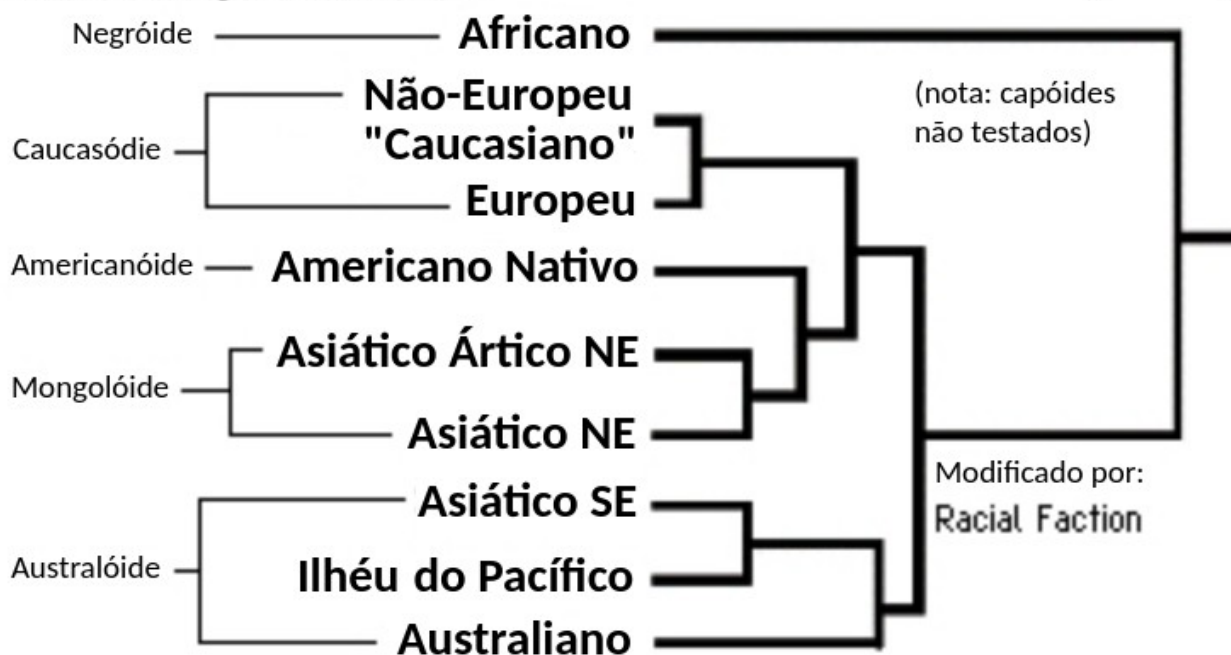 Negróide
Africano
Não-Europeu
"Caucasiano"
(nota: capóides
não testados)
Caucasódie
Europeu
Americanóide
Americano Nativo
Asiático Ártico NE
Mongolóide
Asiático NE
Modificado por:
Racial Faction
Asiático SE
Australóide
Ilhéu do Pacífico
Australiano